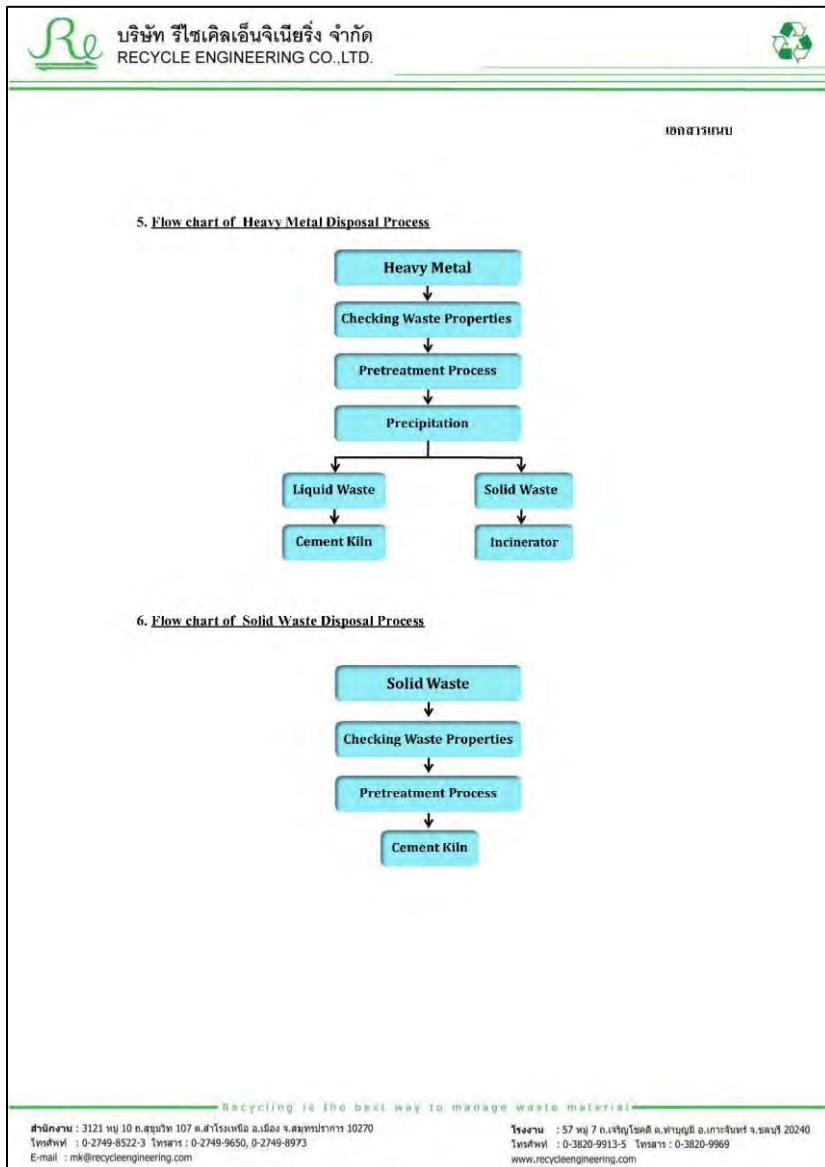 Re
บริษัท รีไซเคิลเอ็นจิเนียริ่ง จำกัด
RECYCLE ENGINEERING CO.,LTD.
เอกสารแนบ
5. Flow chart of Heavy Metal Disposal Process
Heavy Metal
Checking Waste Properties
Pretreatment Process
Precipitation
Liquid Waste
Solid Waste
Cement Kiln
Incinerator
6. Flow chart of Solid Waste Disposal Process
Solid Waste
Checking Waste Properties
Pretreatment Process
Cement Kiln
Recycling is the best way to manage waste material
สำนักงาน : 3121 หมู่ 10 ถ.สุขุมวิท 107 ต.สำโรงเหนือ อ.เมือง จ.สมุทรปราการ 10270
โทรศัพท์ : 0-2749-8522-3 โทรสาร : 0-2749-9650, 0-2749-8973
E-mail : mk@recycleengineering.com
โรงงาน : 57 หมู่ 7 ถ.เจริญโชคดี ต.ท่าบุญมี อ.เกาะจันทร์ จ.ชลบุรี 20240
โทรศัพท์ : 0-3820-9913-5 โทรสาร : 0-3820-9969
www.recycleengineering.com